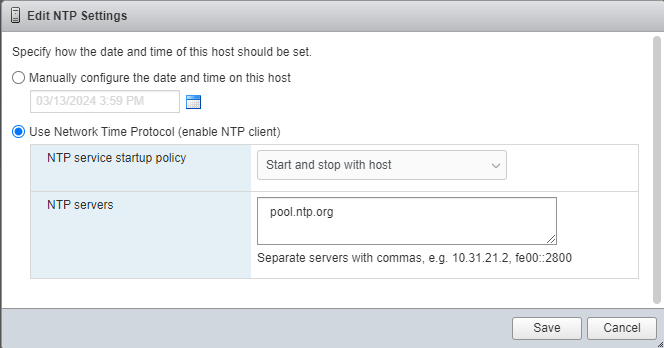 Edit NTP Settings
Specify how the date and time of this host should be set.
Manually configure the date and time on this host
03/13/2024 3:59 PM
Use Network Time Protocol (enable NTP client)
NTP service startup policy
Start and stop with host
NTP servers
pool.ntp.org
Separate servers with commas, e.g. 10.31.21.2, fe00::2800
Save
Cancel